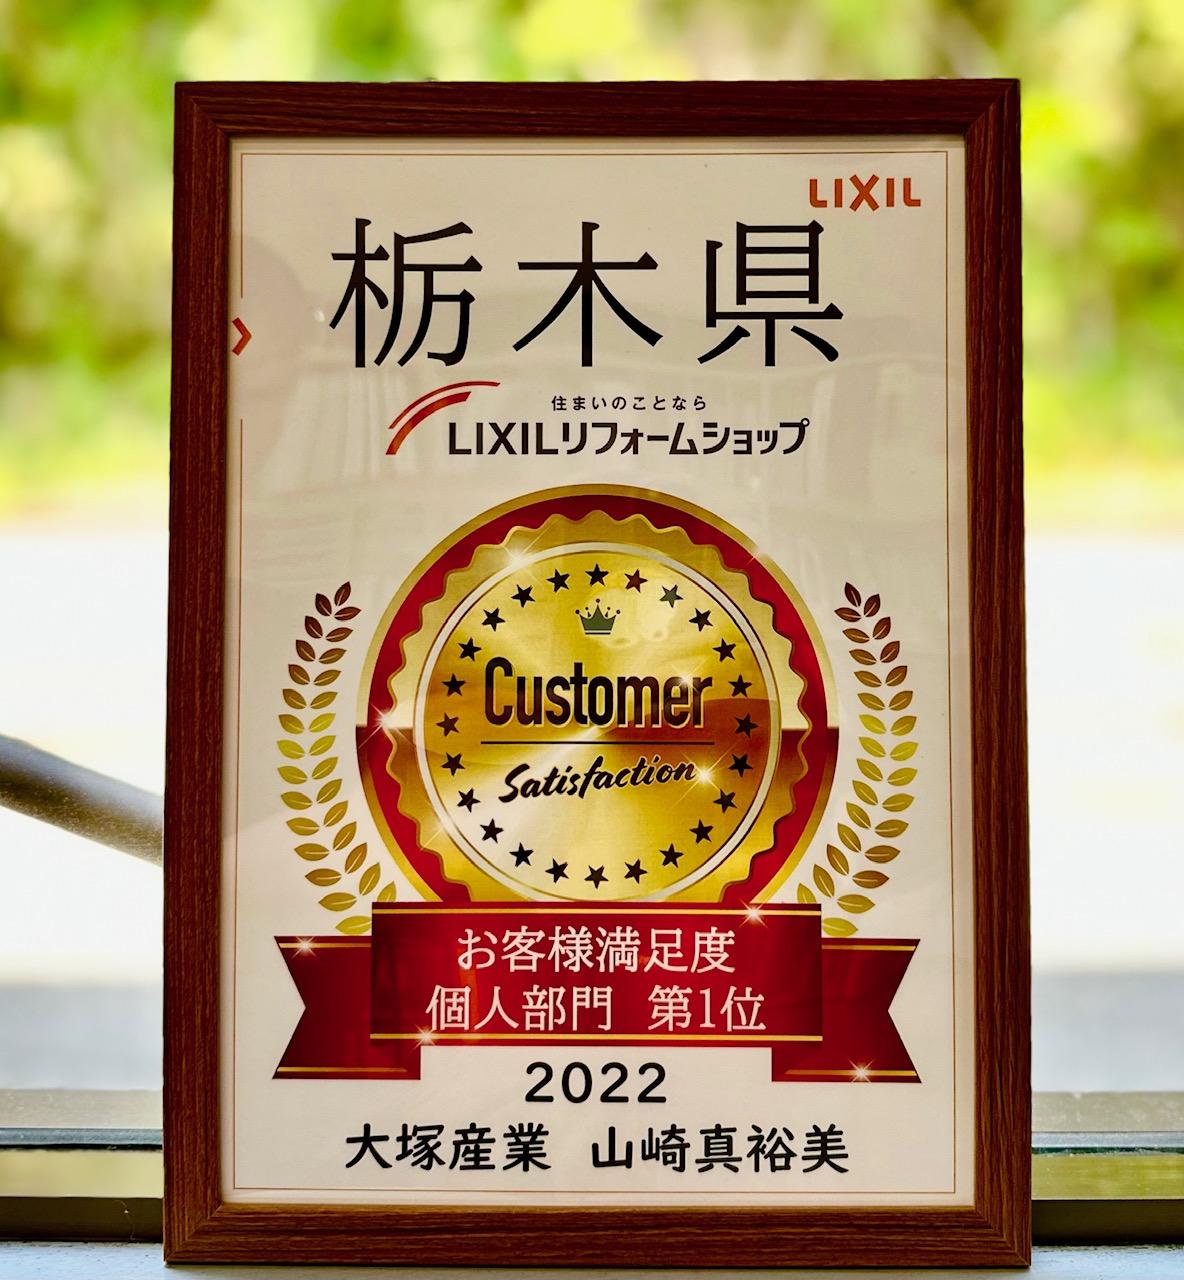 LIXIL
栃木県
住まいのことなら
LIXILリフォームショップ
Customer
Satisfaction
お客様満足度
個人部門 第1位
2022
大塚産業 山崎真裕美